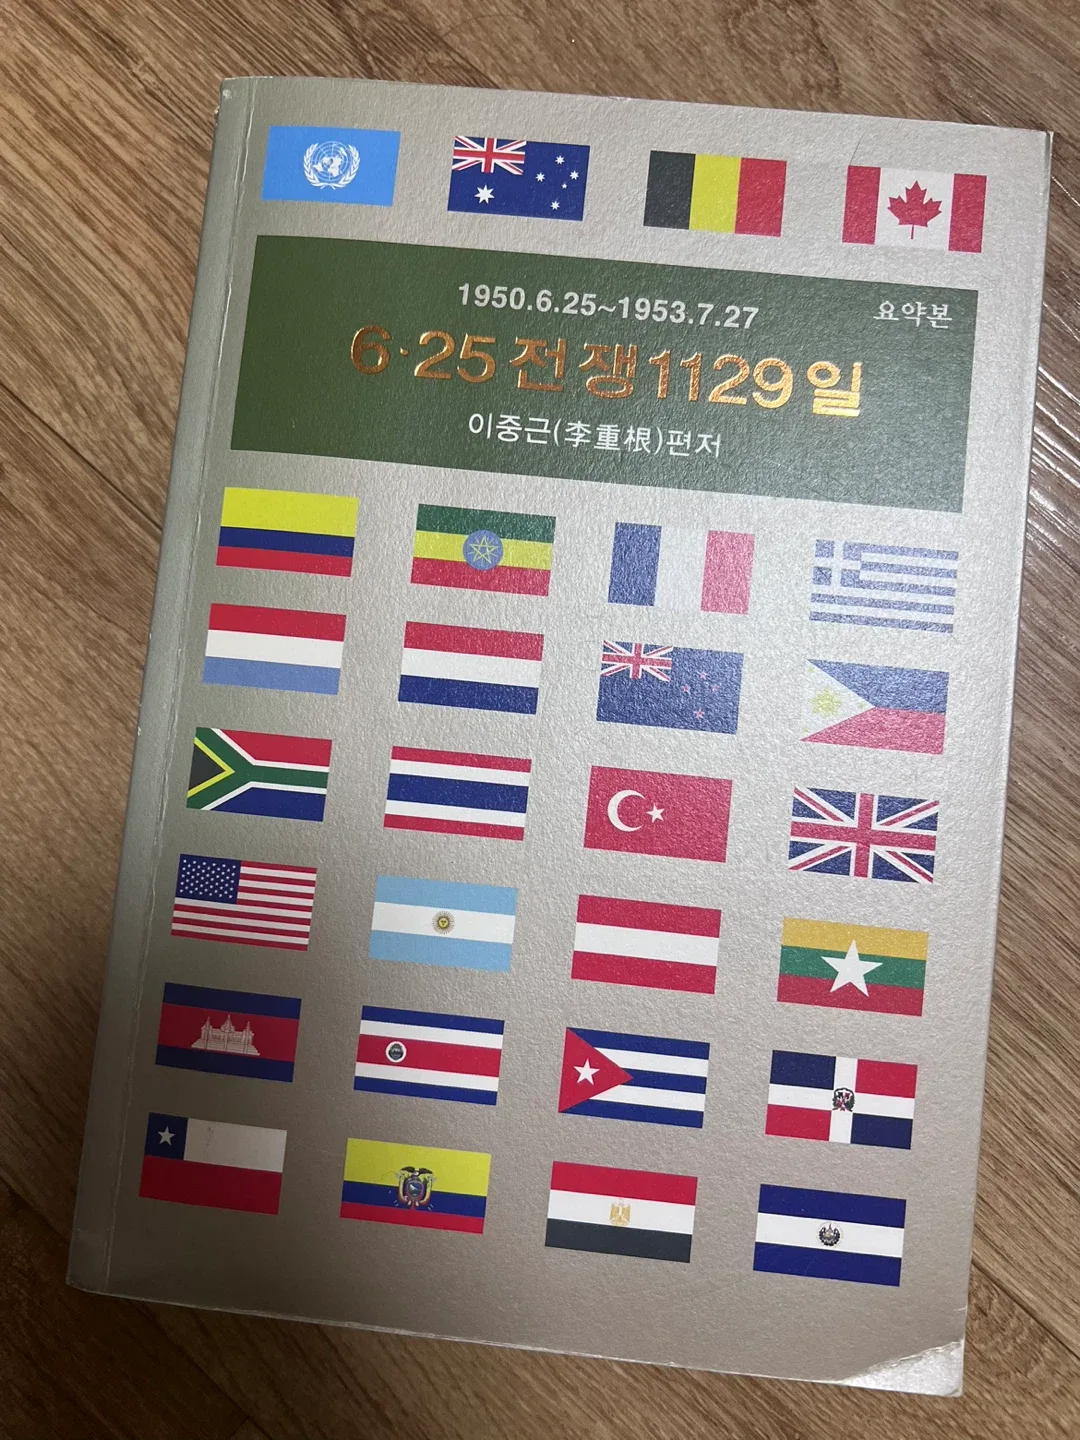 1950.6.25~1953.7.27
요약본
6·25 전쟁 1129일
이중근(李重根)편저